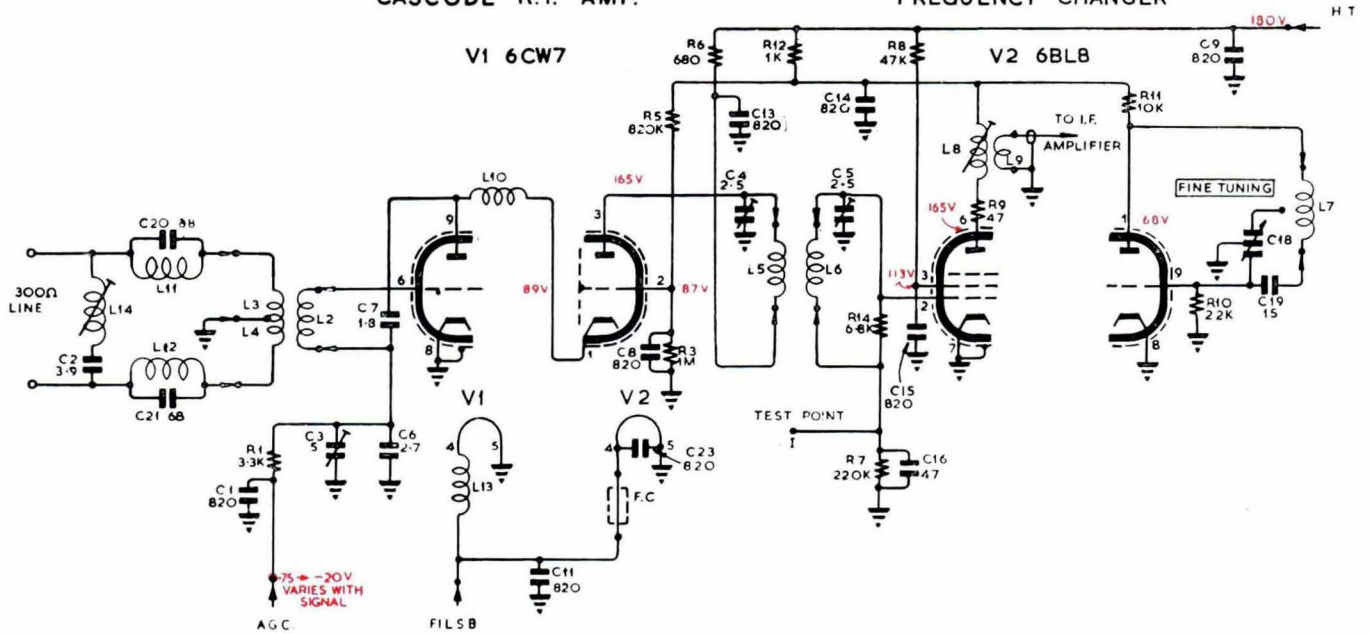 CASCODE R.F. AMP.
FREQUENCY CHANGER
H T
180V
V1 6CW7
V2 6BL8
R6
680
R12
1K
R8
47K
C9
820
R5
820K
C13
820
C14
820
R11
10K
TO I.F.
AMPLIFIER
L8
L9
L10
165V
C4
2·5
C5
2·5
R9
47
FINE TUNING
L7
C20 68
L11
9
3
165V
6
1
68V
C18
300Ω
LINE
L14
L3
L4
L2
6
C7
1·8
89V
2
87V
L5
L6
113V
3
2
9
R10
22K
C19
15
C2
3·9
L12
C21 68
8
1
C8
820
R3
1M
R14
6·8K
7
8
C15
820
V1
V2
TEST POINT
I
R1
3·3K
C3
5
C6
2·7
4
5
4
5
C23
820
R7
220K
C16
47
C1
820
L13
F.C
-75 → -20V
VARIES WITH
SIGNAL
C11
820
AGC
FILSB